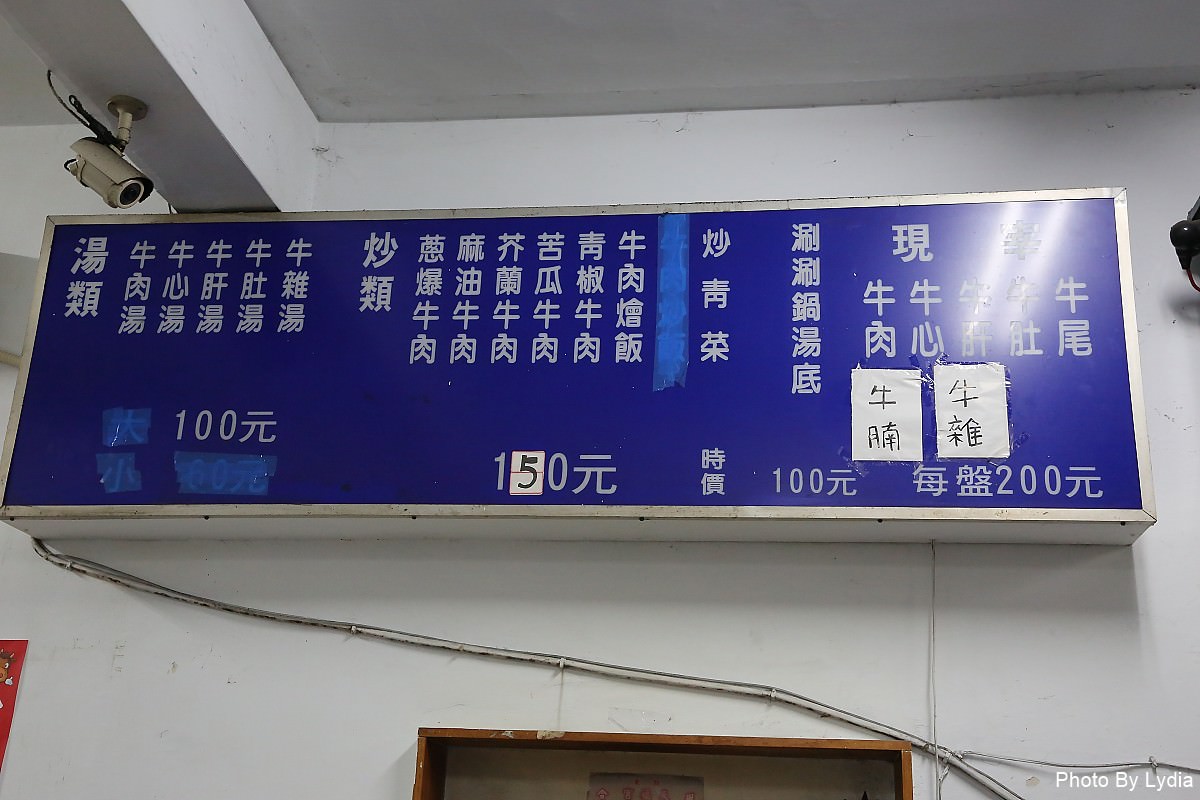 湯類
牛肉湯
牛心湯
牛肝湯
牛肚湯
牛雜湯
大 100元
小 60元
炒類
蔥爆牛肉
麻油牛肉
芥蘭牛肉
苦瓜牛肉
青椒牛肉
牛肉燴飯
150元
炒青菜
時價
涮涮鍋湯底
100元
現宰
牛肉
牛心
牛肝
牛肚
牛尾
牛腩
牛雜
每盤200元
Photo By Lydia